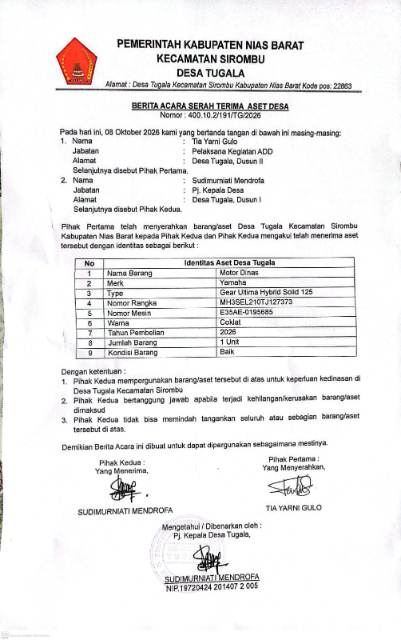 PEMERINTAH KABUPATEN NIAS BARAT
KECAMATAN SIROMBU
DESA TUGALA
Alamat : Desa Tugala Kecamatan Sirombu Kabupaten Nias Barat Kode pos: 22863
BERITA ACARA SERAH TERIMA ASET DESA
Nomor : 400.10.2/191/TG/2026
Pada hari ini, 08 Oktober 2026 kami yang bertanda tangan di bawah ini masing-masing:
1. Nama : Tia Yarni Gulo
Jabatan : Pelaksana Kegiatan ADD
Alamat : Desa Tugala, Dusun II
Selanjutnya disebut Pihak Pertama.
2. Nama : Sudimurniati Mendrofa
Jabatan : Pj. Kepala Desa
Alamat : Desa Tugala, Dusun I
Selanjutnya disebut Pihak Kedua.
Pihak Pertama telah menyerahkan barang/aset Desa Tugala Kecamatan Sirombu
Kabupaten Nias Barat kepada Pihak Kedua dan Pihak Kedua mengakui telah menerima aset
tersebut dengan identitas sebagai berikut :
No Identitas Aset Desa Tugala
1 Nama Barang Motor Dinas
2 Merk Yamaha
3 Type Gear Ultima Hybrid Solid 125
4 Nomor Rangka MH3SEL210TJ127373
5 Nomor Mesin E35AE-0195685
6 Warna Coklat
7 Tahun Pembelian 2026
8 Jumlah Barang 1 Unit
9 Kondisi Barang Baik
Dengan ketentuan :
1. Pihak Kedua mempergunakan barang/aset tersebut di atas untuk keperluan kedinasan di
Desa Tugala Kecamatan Sirombu
2. Pihak Kedua bertanggung jawab apabila terjadi kehilangan/kerusakan barang/aset
dimaksud
3. Pihak Kedua tidak bisa memindah tangankan seluruh atau sebagian barang/aset
tersebut di atas.
Demikian Berita Acara ini dibuat untuk dapat dipergunakan sebagaimana mestinya.
Pihak Kedua :
Yang Menerima,
SUDIMURNIATI MENDROFA
Pihak Pertama :
Yang Menyerahkan,
TIA YARNI GULO
Mengetahui / Dibenarkan oleh :
Pj. Kepala Desa Tugala,
SUDIMURNIATI MENDROFA
NIP.19720424 201407 2 005